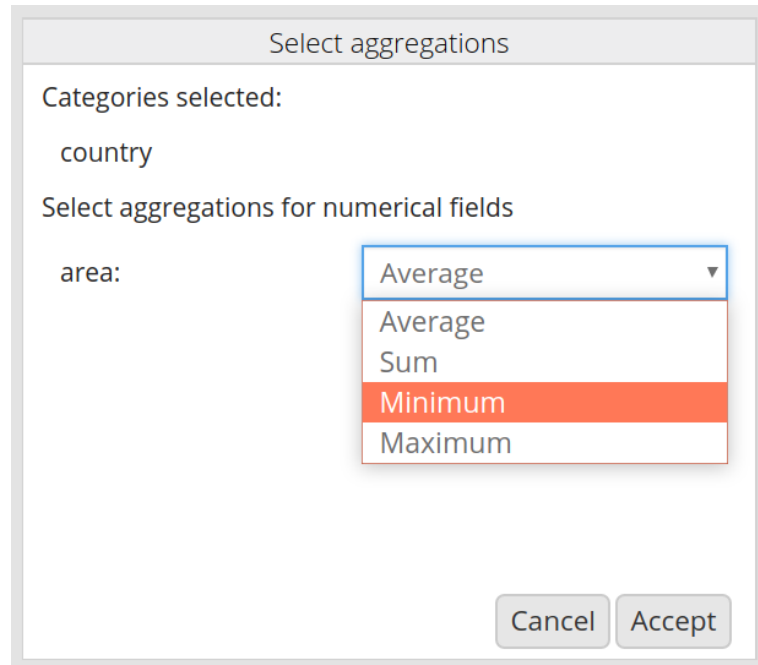 Select aggregations
Categories selected:
country
Select aggregations for numerical fields
area:
Average
Average
Sum
Minimum
Maximum
Cancel Accept